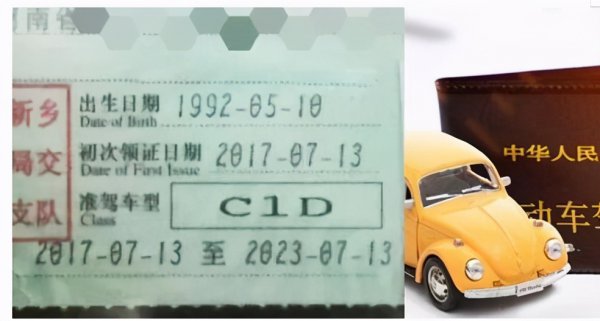 南省
新乡
局交
支队
出生日期 1992-05-10
Date of Birth
初次领证日期 2017-07-13
Date of First Issue
准驾车型 C1D
Class
2017-07-13 至 2023-07-13
中华人民
动车